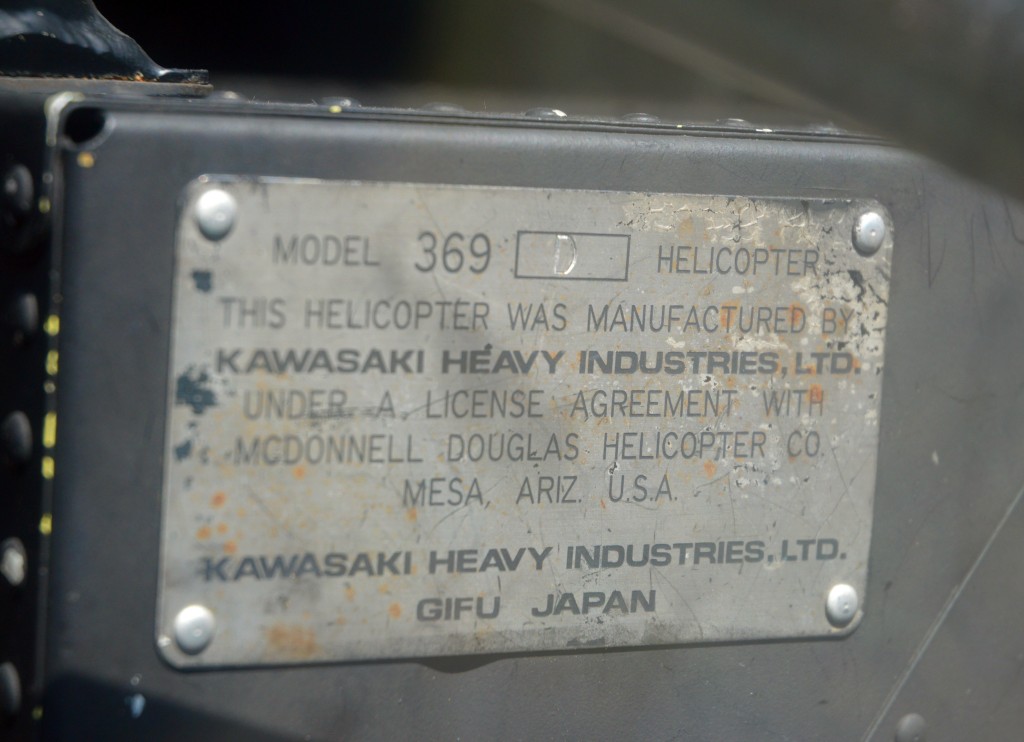 MODEL 369 D HELICOPTER
THIS HELICOPTER WAS MANUFACTURED BY
KAWASAKI HEAVY INDUSTRIES, LTD.
UNDER A LICENSE AGREEMENT WITH
MCDONNELL DOUGLAS HELICOPTER CO.
MESA, ARIZ. U.S.A.
KAWASAKI HEAVY INDUSTRIES, LTD.
GIFU JAPAN